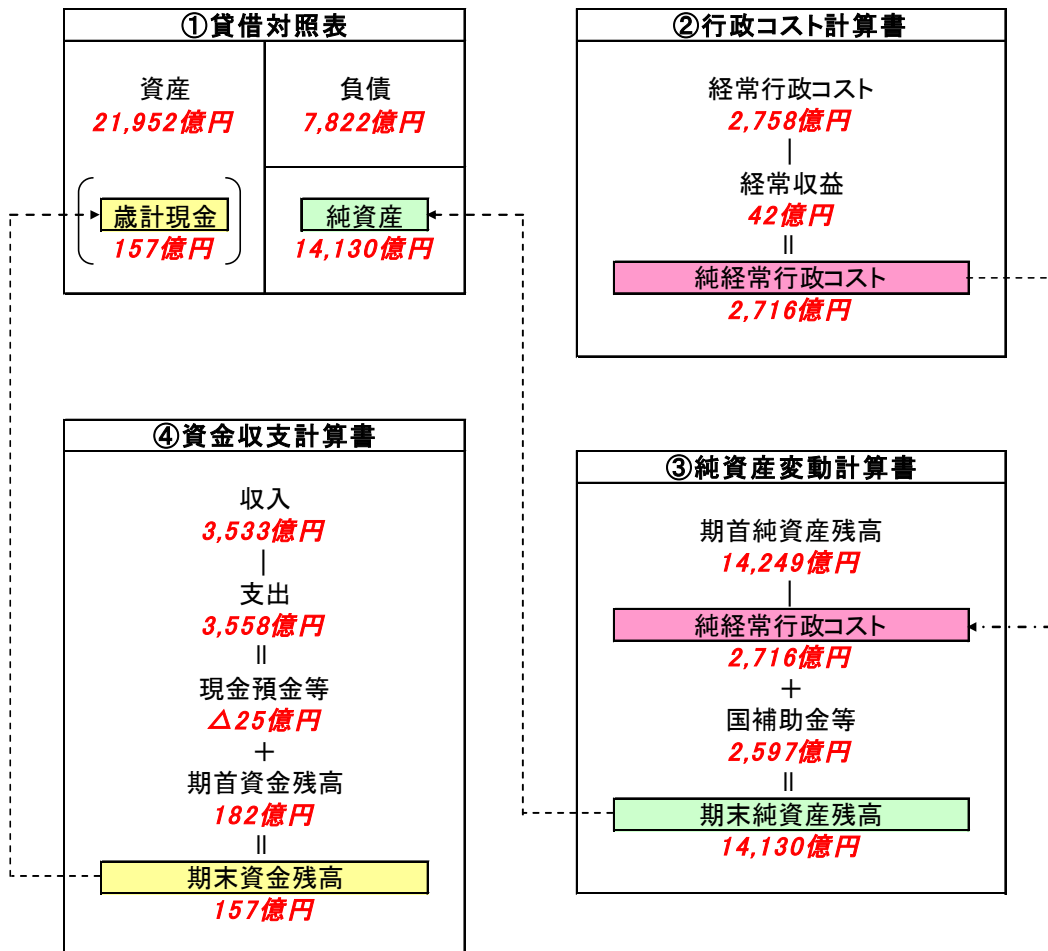 ①貸借対照表
資産
21,952億円
負債
7,822億円
歳計現金
157億円
純資産
14,130億円
②行政コスト計算書
経常行政コスト
2,758億円
｜
経常収益
42億円
＝
純経常行政コスト
2,716億円
④資金収支計算書
収入
3,533億円
｜
支出
3,558億円
＝
現金預金等
△25億円
＋
期首資金残高
182億円
＝
期末資金残高
157億円
③純資産変動計算書
期首純資産残高
14,249億円
｜
純経常行政コスト
2,716億円
＋
国補助金等
2,597億円
＝
期末純資産残高
14,130億円